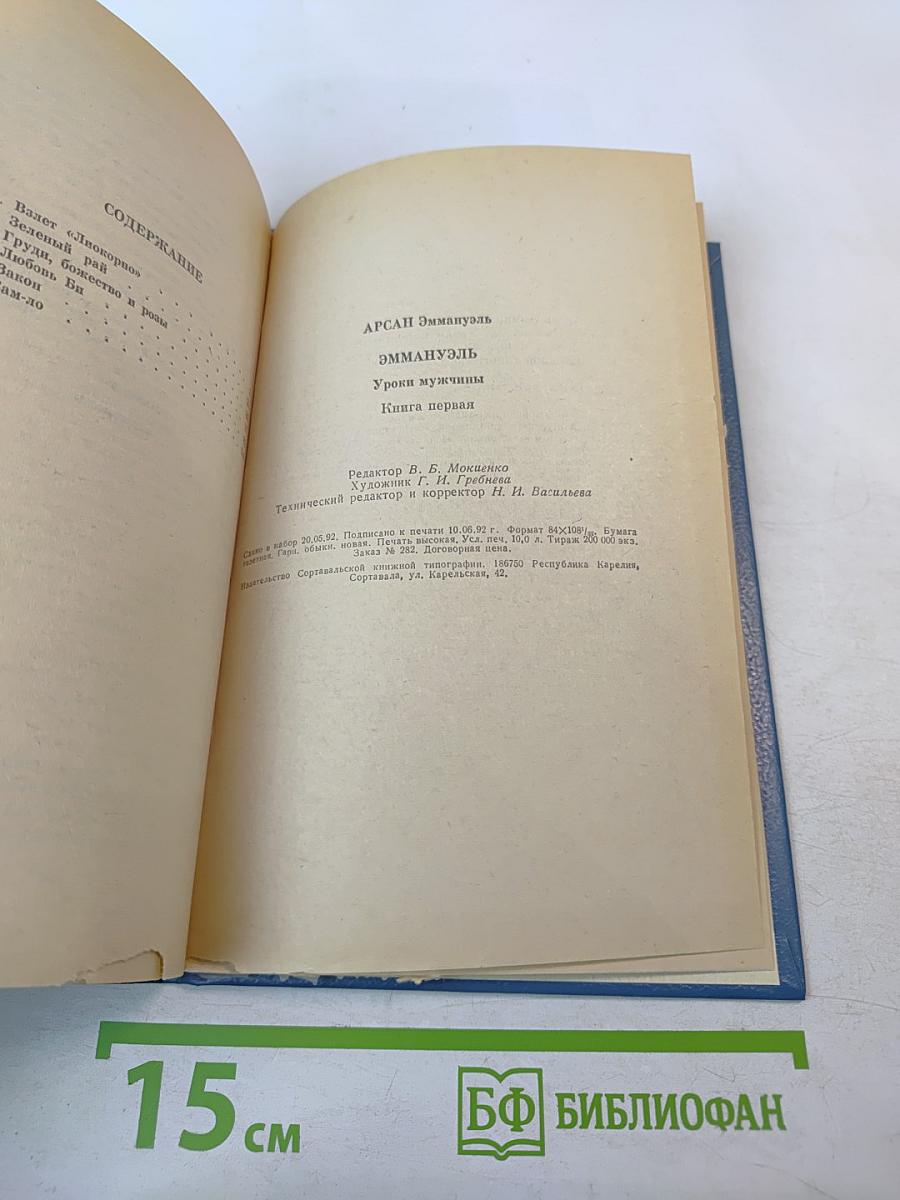 СОДЕРЖАНИЕ
Взлет «Лиокорно»
Зеленый рай
Груди, божество и розы
Любовь Би
Закон
ам-ло
АРСАН Эммануэль
ЭММАНУЭЛЬ
Уроки мужчины
Книга первая
Редактор В. Б. Мокиенко
Художник Г. И. Гребнева
Технический редактор и корректор Н. И. Васильева
Сдано в набор 20.05.92. Подписано к печати 10.06.92 г. Формат 84×108¹/₃₂. Бумага
газетная. Гарн. обыкн. новая. Печать высокая. Усл. печ. 10,0 л. Тираж 200 000 экз.
Заказ № 282. Договорная цена.
Издательство Сортавальской книжной типографии. 186750 Республика Карелия,
Сортавала, ул. Карельская, 42.
15 см
БФ БИБЛИОФАН